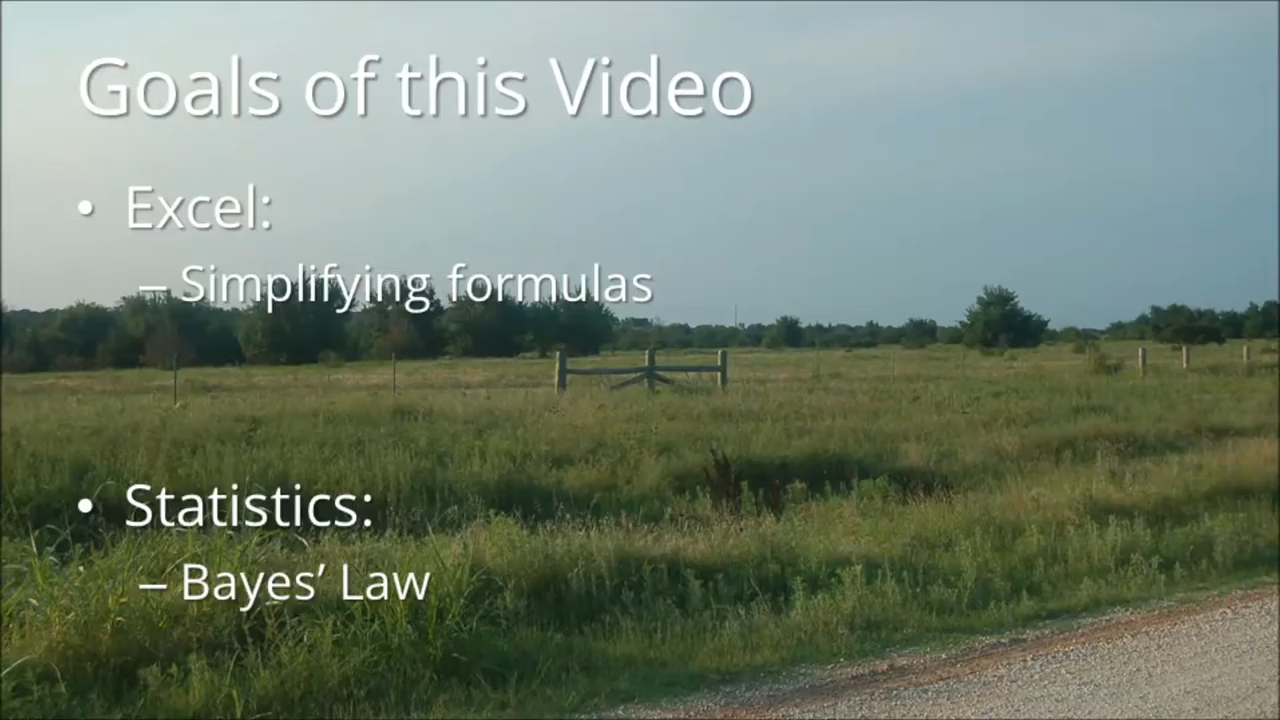 Goals of this Video
• Excel:
– Simplifying formulas
• Statistics:
– Bayes’ Law